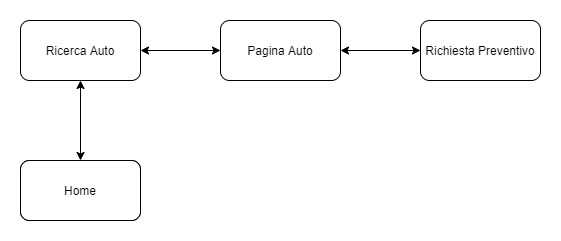 Ricerca Auto
Pagina Auto
Richiesta Preventivo
Home